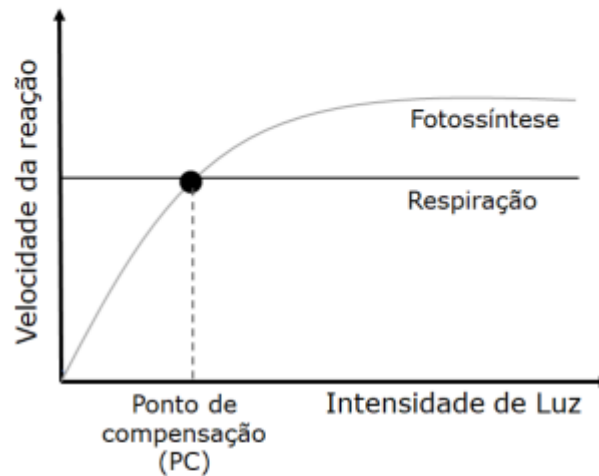 Velocidade da reação
Fotossíntese
Respiração
Ponto de
compensação
(PC)
Intensidade de Luz